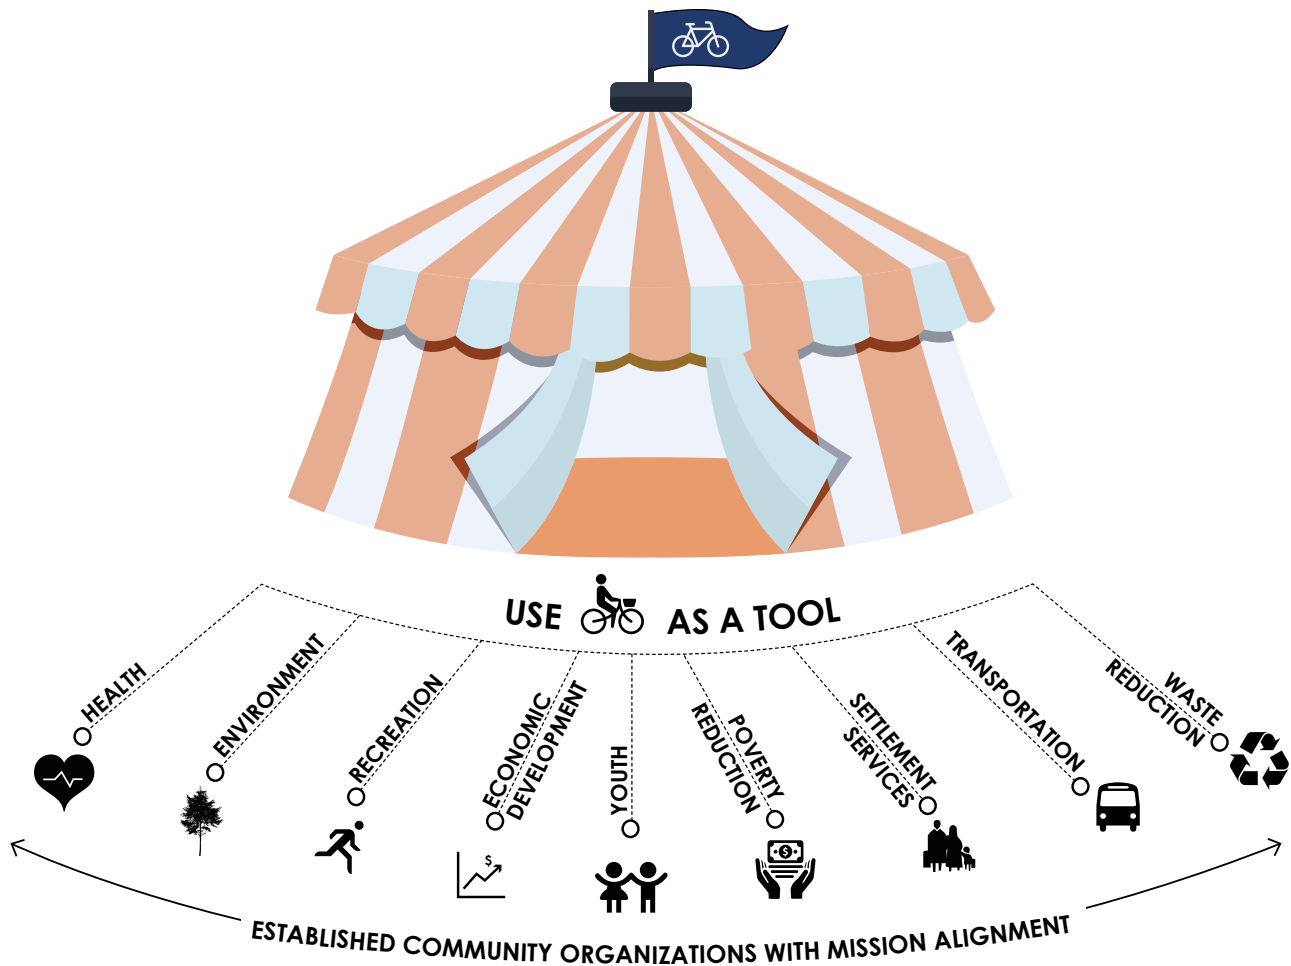 USE AS A TOOL
HEALTH
ENVIRONMENT
RECREATION
ECONOMIC
DEVELOPMENT
YOUTH
POVERTY
REDUCTION
SETTLEMENT
SERVICES
TRANSPORTATION
WASTE
REDUCTION
$
$
ESTABLISHED COMMUNITY ORGANIZATIONS WITH MISSION ALIGNMENT